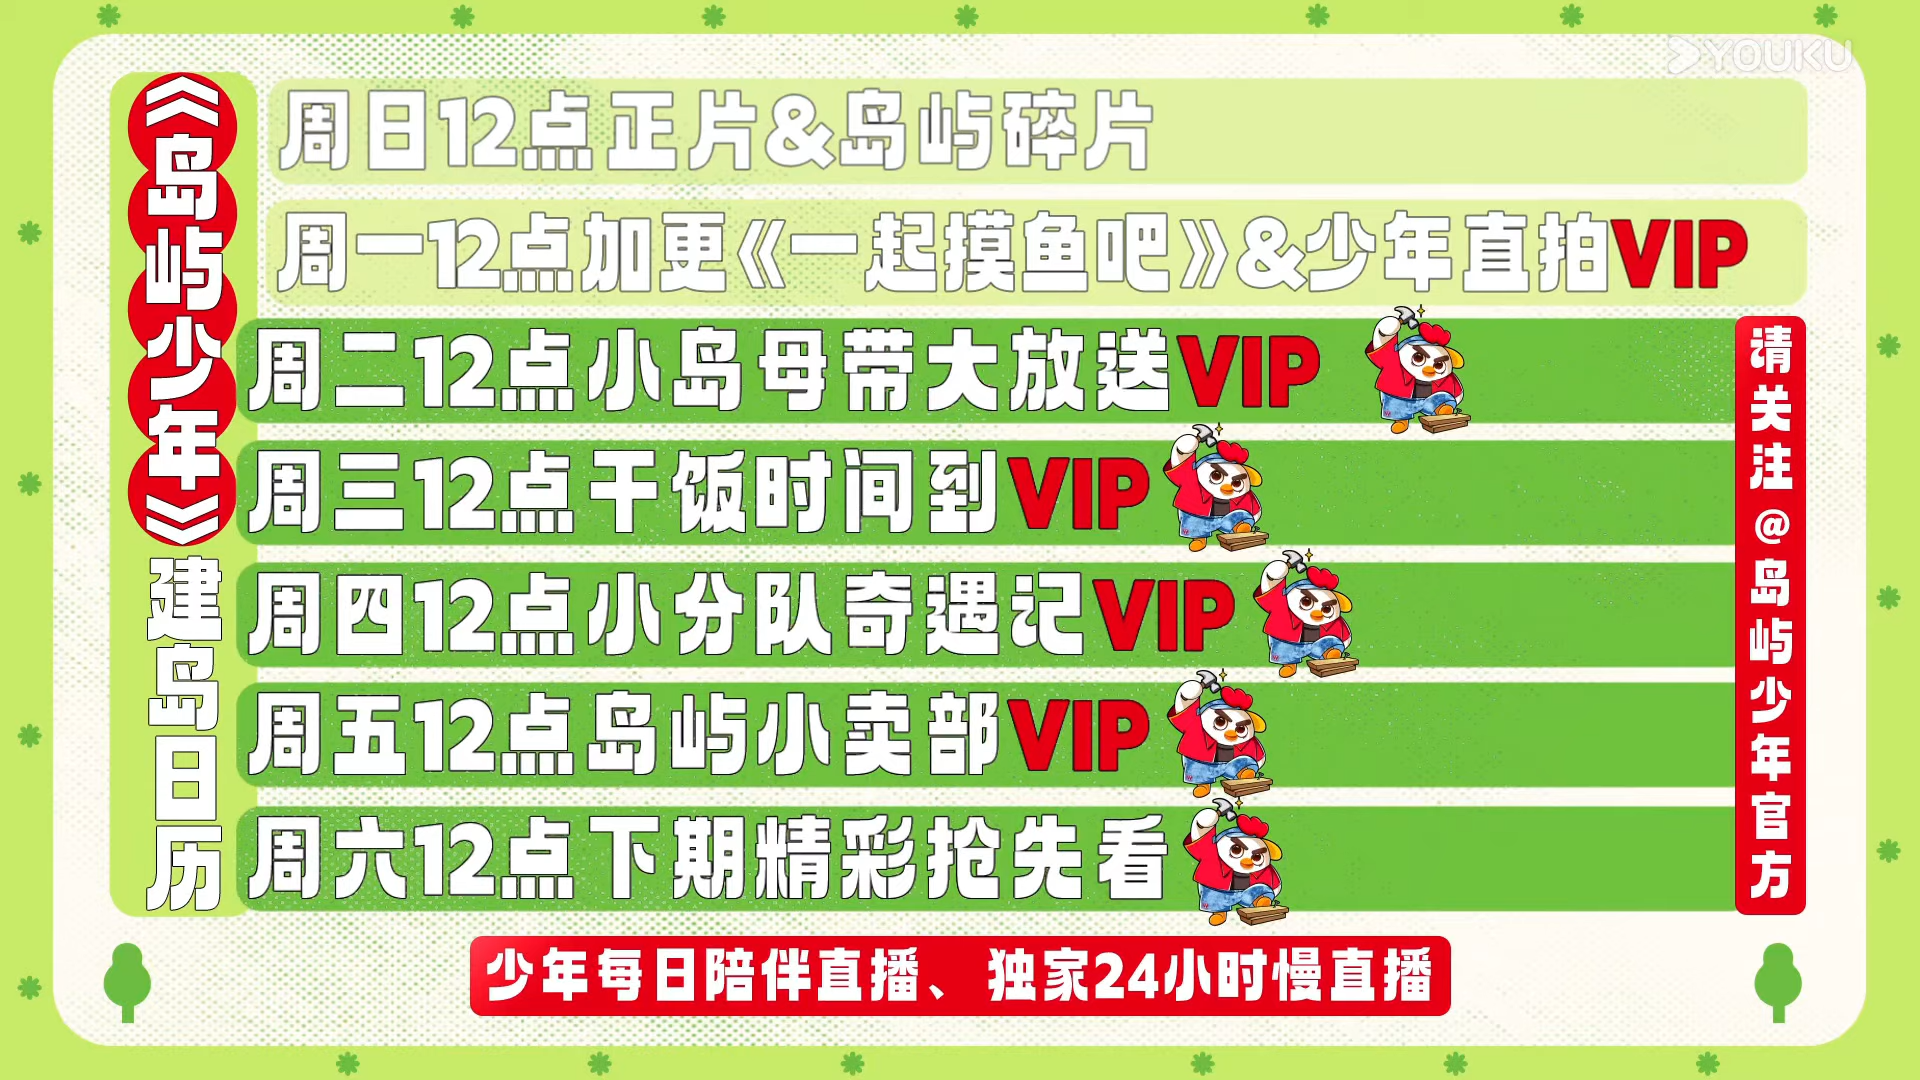 YOUKU
《岛屿少年》建岛日历
周日12点正片&岛屿碎片
周一12点加更《一起摸鱼吧》&少年直拍VIP
周二12点小岛母带大放送VIP
周三12点干饭时间到VIP
周四12点小分队奇遇记VIP
周五12点岛屿小卖部VIP
周六12点下期精彩抢先看
请关注@岛屿少年官方
少年每日陪伴直播、独家24小时慢直播